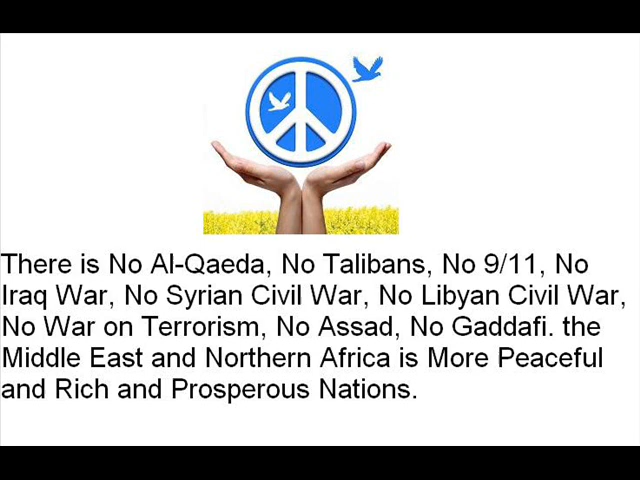 There is No Al-Qaeda, No Talibans, No 9/11, No
Iraq War, No Syrian Civil War, No Libyan Civil War,
No War on Terrorism, No Assad, No Gaddafi. the
Middle East and Northern Africa is More Peaceful
and Rich and Prosperous Nations.